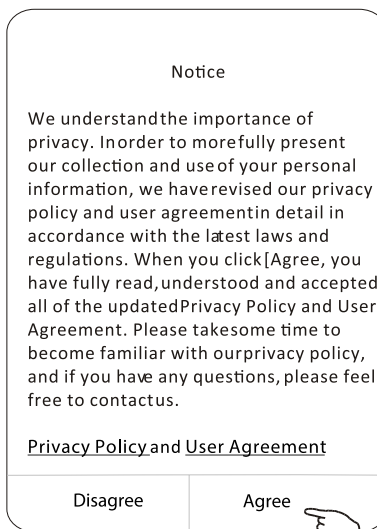 Notice
We understandthe importance of
privacy. Inorder to morefully present
our collection and useof your personal
information, we haverevised our privacy
policy and user agreementin detail in
accordance with the latest laws and
regulations. When you click[Agree, you
have fully read,understood and accepted
all of the updatedPrivacy Policy and User
Agreement. Please takesome time to
become familiar with ourprivacy policy,
and if you have any questions, please feel
free to contactus.
Privacy Policy and User Agreement
Disagree Agree